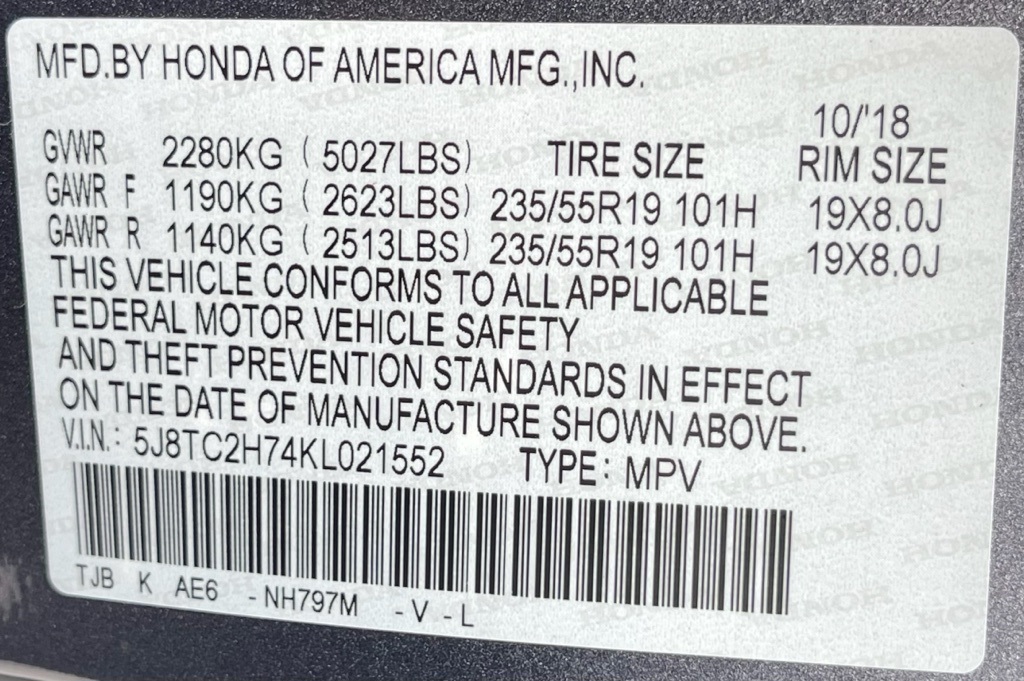 MFD.BY HONDA OF AMERICA MFG.,INC.
10/'18
GVWR 2280KG ( 5027LBS) TIRE SIZE RIM SIZE
GAWR F 1190KG ( 2623LBS) 235/55R19 101H 19X8.0J
GAWR R 1140KG ( 2513LBS) 235/55R19 101H 19X8.0J
THIS VEHICLE CONFORMS TO ALL APPLICABLE
FEDERAL MOTOR VEHICLE SAFETY
AND THEFT PREVENTION STANDARDS IN EFFECT
ON THE DATE OF MANUFACTURE SHOWN ABOVE.
V.I.N.: 5J8TC2H74KL021552 TYPE: MPV
TJB K AE6 -NH797M -V-L